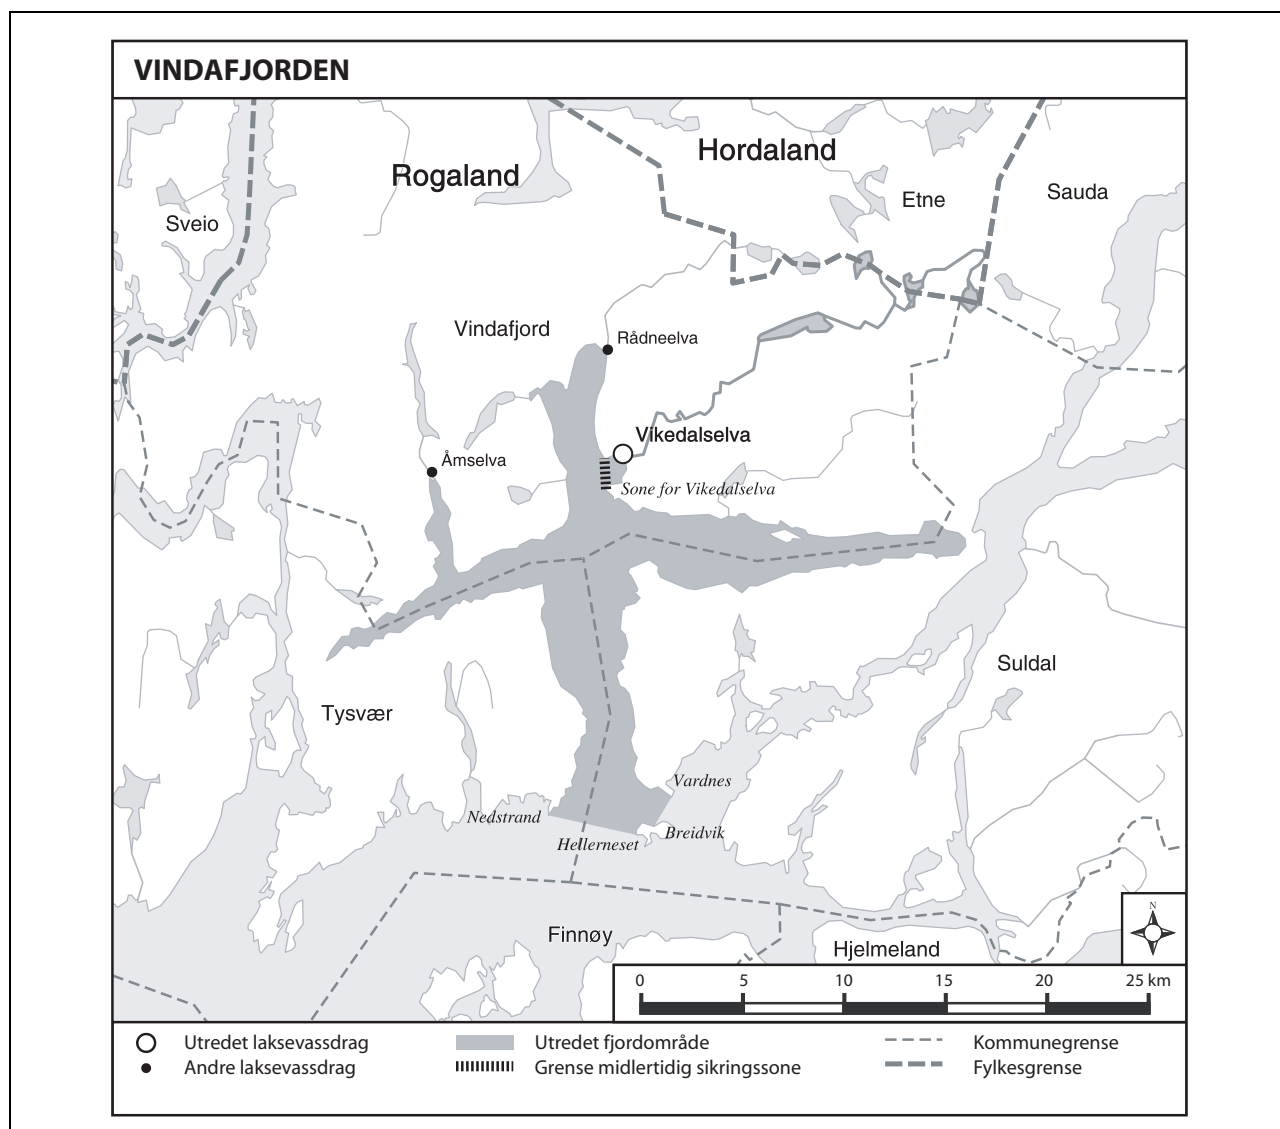 VINDAFJORDEN
Hordaland
Rogaland
Etne
Sauda
Sveio
Vindafjord
Rådneelva
Vikedalselva
Åmselva
Sone for Vikedalselva
Suldal
Tysvær
Vardnes
Nedstrand
Breidvik
Hellerneset
N
Finnøy
Hjelmeland
0 5 10 15 20 25 km
Utredet laksevassdrag Utredet fjordområde Kommunegrense
Andre laksevassdrag Grense midlertidig sikringssone Fylkesgrense